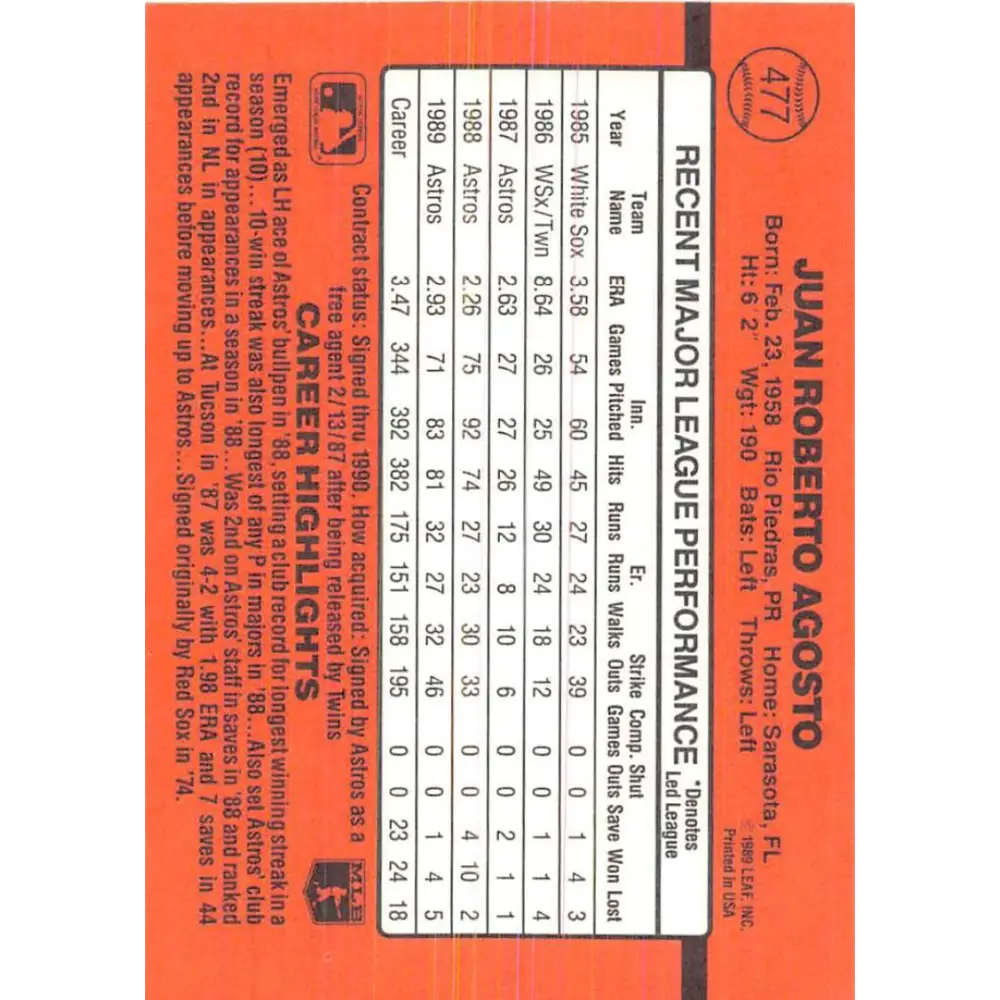 477
JUAN ROBERTO AGOSTO
Born: Feb. 23, 1958 Rio Piedras, PR Home: Sarasota, FL
Ht: 6' 2" Wgt: 190 Bats: Left Throws: Left
© 1989 LEAF, INC.
Printed in USA
RECENT MAJOR LEAGUE PERFORMANCE
*Denotes
Led League
Team Inn. Er. Strike Comp. Shut
Year Name ERA Games Pitched Hits Runs Runs Walks Outs Games Outs Save Won Lost
1985 White Sox 3.58 54 60 45 27 24 23 39 0 0 1 4 3
1986 WSx/Twn 8.64 26 25 49 30 24 18 12 0 0 1 1 4
1987 Astros 2.63 27 27 26 12 8 10 6 0 0 2 1 1
1988 Astros 2.26 75 92 74 27 23 30 33 0 0 4 10 2
1989 Astros 2.93 71 83 81 32 27 32 46 0 0 1 4 5
Career 3.47 344 392 382 175 151 158 195 0 0 23 24 18
Contract status: Signed thru 1990. How acquired: Signed by Astros as a
free agent 2/13/87 after being released by Twins
MLB
CAREER HIGHLIGHTS
Emerged as LH ace of Astros' bullpen in '88, setting a club record for longest winning streak in a
season (10)...10-win streak was also longest of any P in majors in '88...Also set Astros' club
record for appearances in a season in '88...Was 2nd on Astros' staff in saves in '88 and ranked
2nd in NL in appearances...At Tucson in '87 was 4-2 with 1.98 ERA and 7 saves in 44
appearances before moving up to Astros...Signed originally by Red Sox in '74.